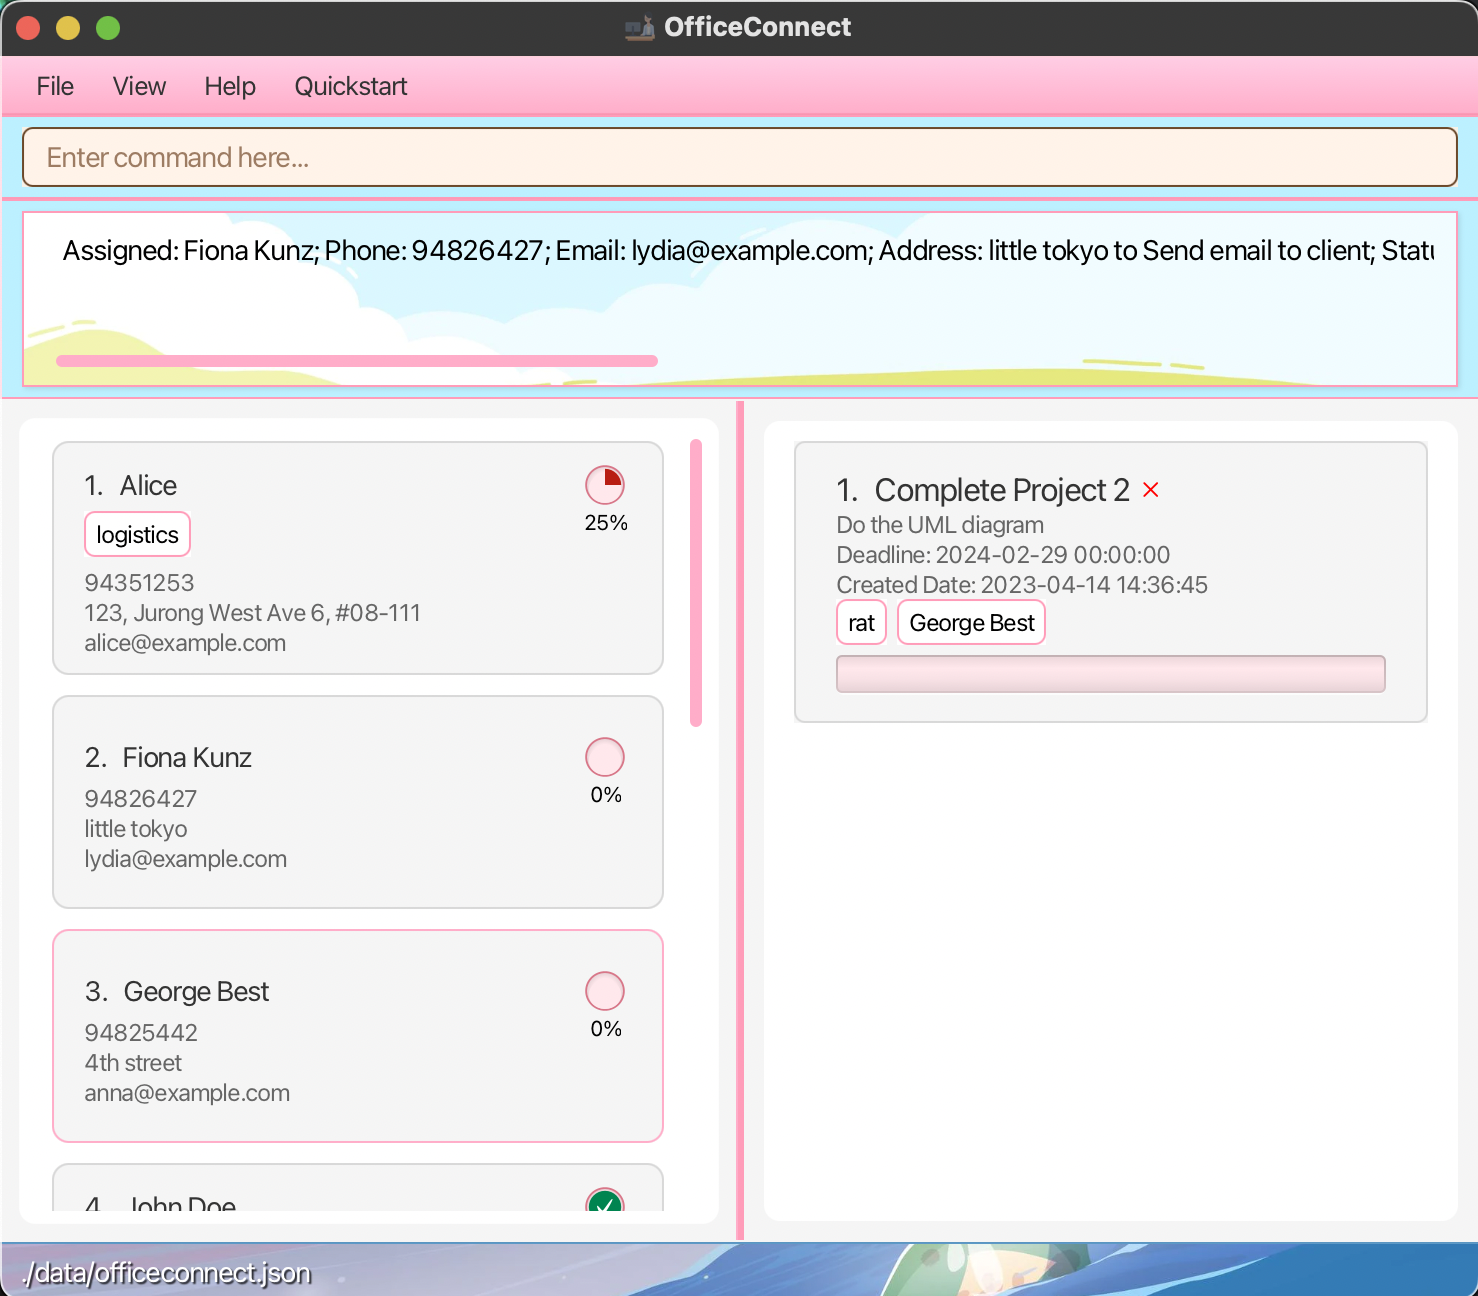 OfficeConnect
File View Help Quickstart
Enter command here...
Assigned: Fiona Kunz; Phone: 94826427; Email: lydia@example.com; Address: little tokyo to Send email to client;
1. Alice
25%
logistics
94351253
123, Jurong West Ave 6, #08-111
alice@example.com
2. Fiona Kunz
0%
94826427
little tokyo
lydia@example.com
3. George Best
0%
94825442
4th street
anna@example.com
4. John Doe
1. Complete Project 2
Do the UML diagram
Deadline: 2024-02-29 00:00:00
Created Date: 2023-04-14 14:36:45
rat George Best
./data/officeconnect.json